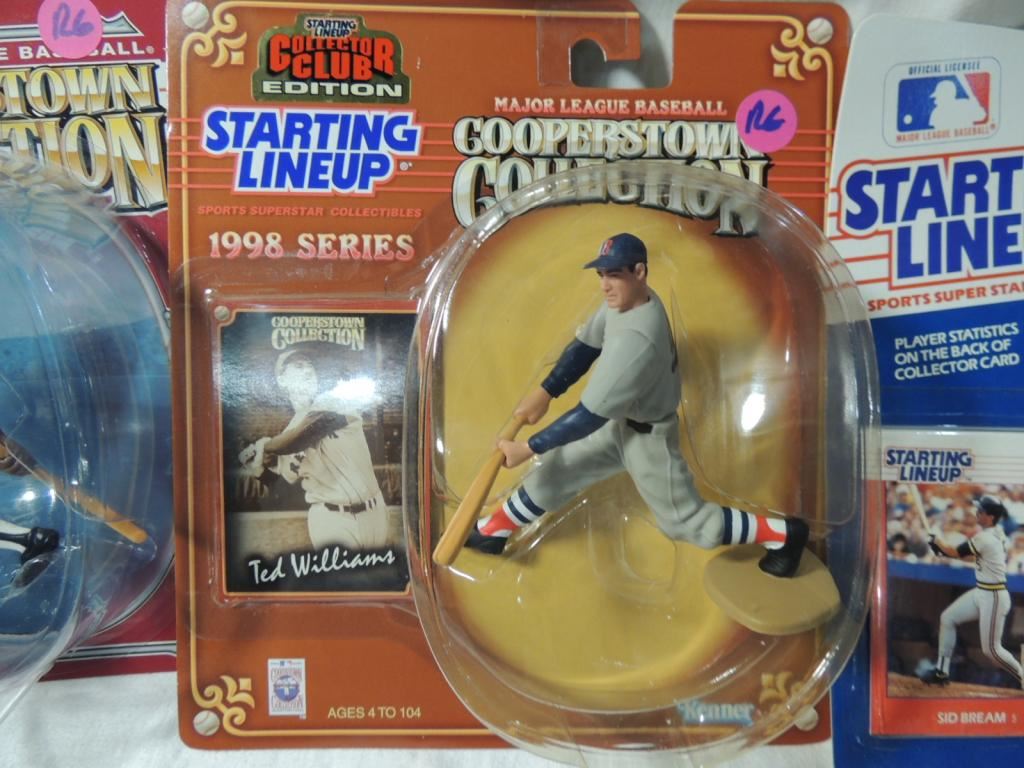 R6
E BASEBALL®
TOWN
TION
STARTING LINEUP
COLLECTOR
CLUB
EDITION
STARTING
LINEUP®
SPORTS SUPERSTAR COLLECTIBLES
1998 SERIES
MAJOR LEAGUE BASEBALL
COOPERSTOWN
COLLECTION
R6
COOPERSTOWN
COLLECTION
Ted Williams
AGES 4 TO 104
Kenner
OFFICIAL LICENSEE
MAJOR LEAGUE BASEBALL
START
LINE
SPORTS SUPER STA
PLAYER STATISTICS
ON THE BACK OF
COLLECTOR CARD
STARTING
LINEUP
SID BREAM